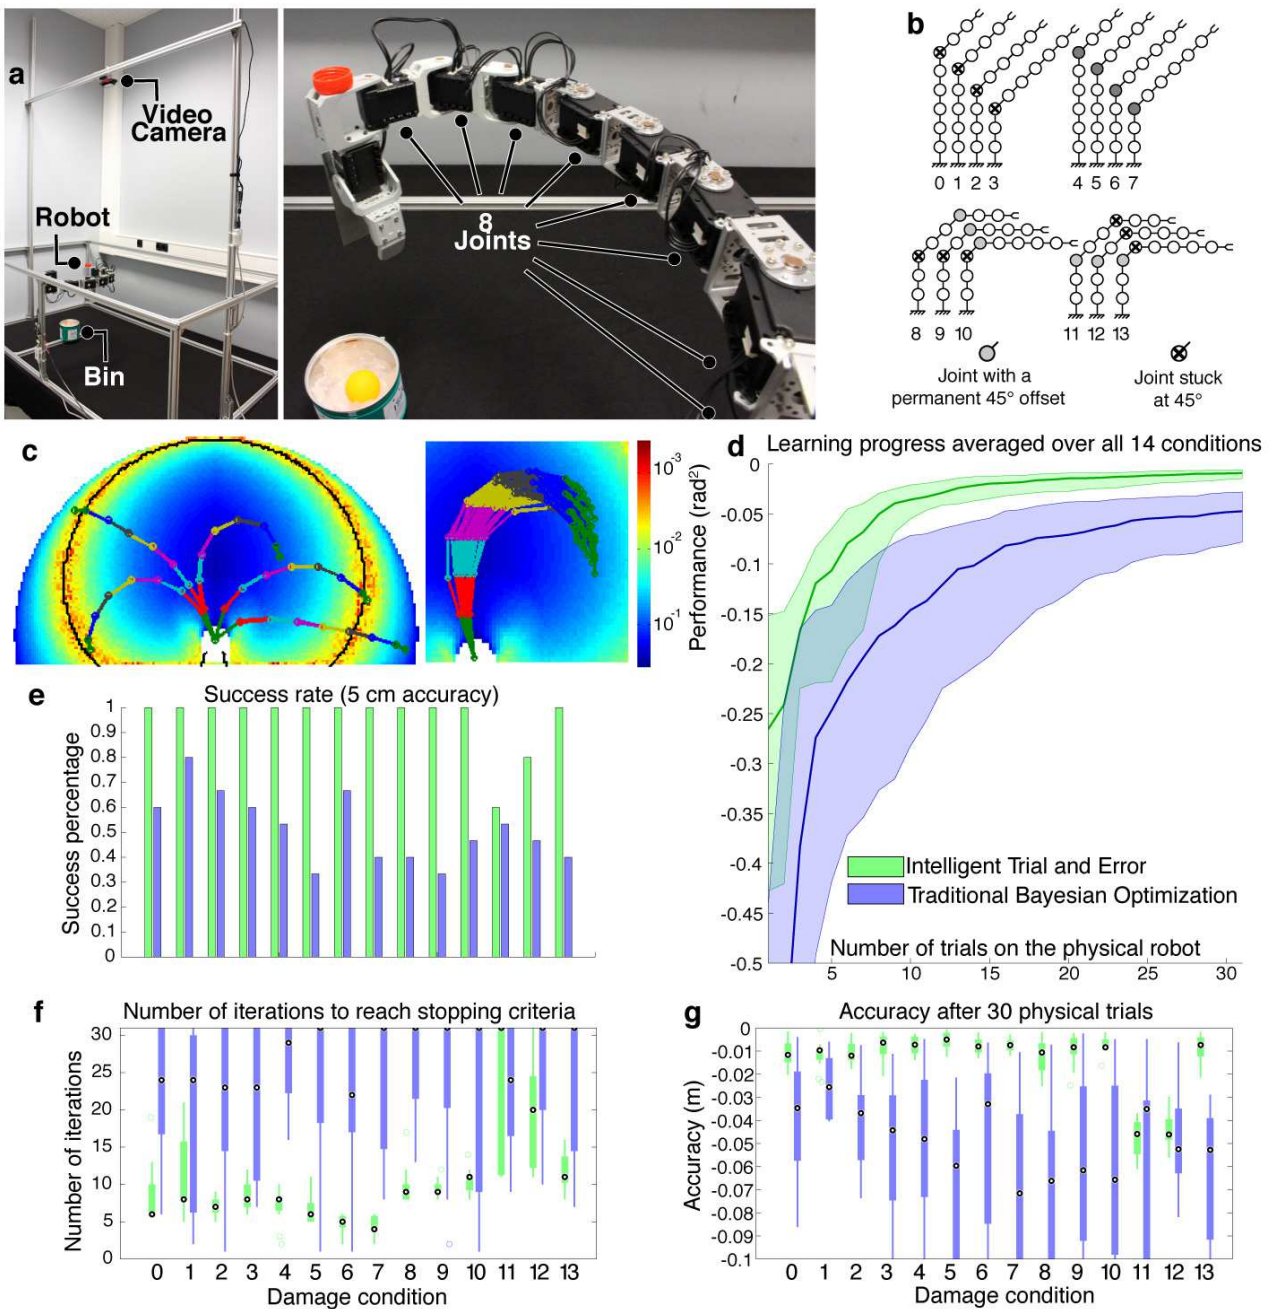 a
Video
Camera
Robot
Bin
8
Joints
b
0 1 2 3 4 5 6 7
8 9 10 11 12 13
Joint with a
permanent 45° offset
Joint stuck
at 45°
c
10-3
10-2
10-1
Performance (rad²)
d
Learning progress averaged over all 14 conditions
0
-0.05
-0.1
-0.15
-0.2
-0.25
-0.3
-0.35
-0.4
-0.45
-0.5
Intelligent Trial and Error
Traditional Bayesian Optimization
Number of trials on the physical robot
5 10 15 20 25 30
e
Success rate (5 cm accuracy)
Success percentage
1
0.9
0.8
0.7
0.6
0.5
0.4
0.3
0.2
0.1
0
f
Number of iterations to reach stopping criteria
Number of iterations
30
25
20
15
10
5
0
0 1 2 3 4 5 6 7 8 9 10 11 12 13
Damage condition
g
Accuracy after 30 physical trials
Accuracy (m)
0
-0.01
-0.02
-0.03
-0.04
-0.05
-0.06
-0.07
-0.08
-0.09
-0.1
0 1 2 3 4 5 6 7 8 9 10 11 12 13
Damage condition